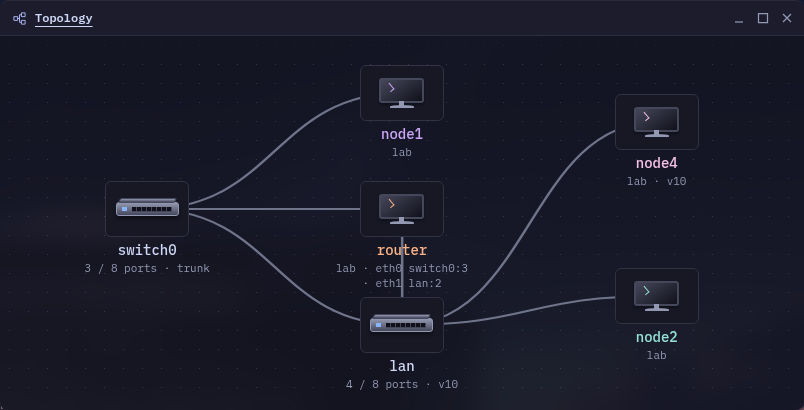 Topology
node1
lab
node4
lab · v10
switch0
3 / 8 ports · trunk
router
lab · eth0 switch0:3
· eth1 lan:2
node2
lab
lan
4 / 8 ports · v10